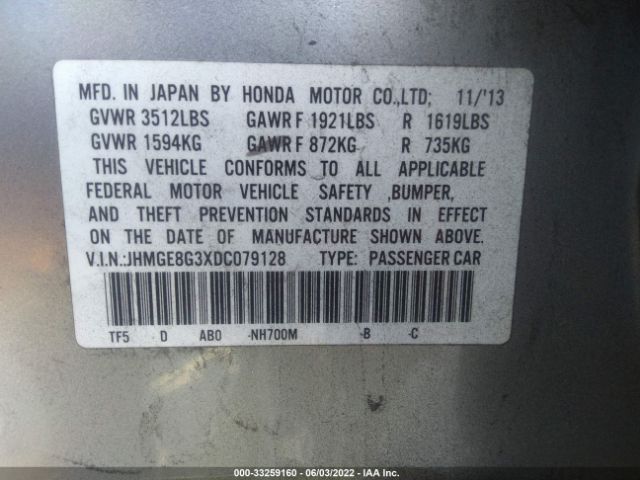 MFD. IN JAPAN BY HONDA MOTOR CO.,LTD; 11/'13
GVWR 3512LBS GAWR F 1921LBS R 1619LBS
GVWR 1594KG GAWR F 872KG R 735KG
THIS VEHICLE CONFORMS TO ALL APPLICABLE
FEDERAL MOTOR VEHICLE SAFETY ,BUMPER,
AND THEFT PREVENTION STANDARDS IN EFFECT
ON THE DATE OF MANUFACTURE SHOWN ABOVE.
V.I.N.:JHMGE8G3XDC079128 TYPE: PASSENGER CAR
TF5 D AB0 -NH700M -B -C
000-33259160 - 06/03/2022 - IAA Inc.